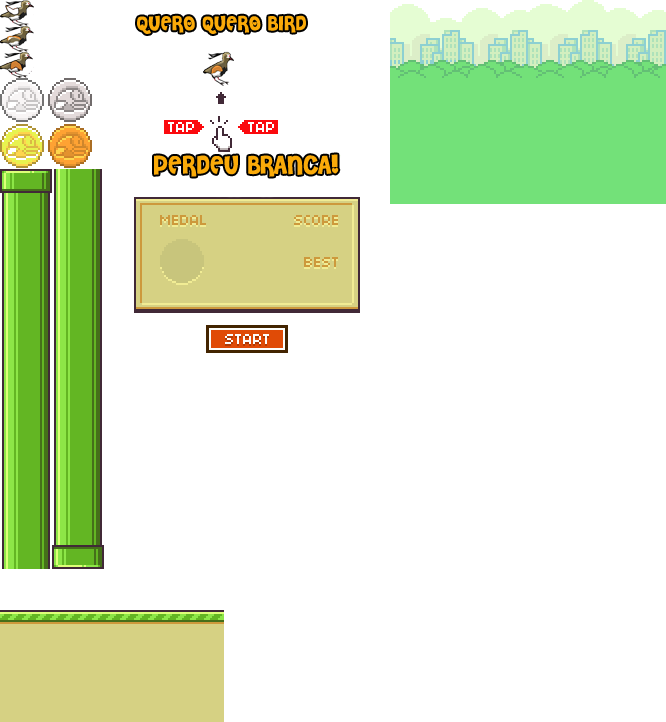 QUERO QUERO BIRD
TAP TAP
PERDEU BRANCA!
MEDAL SCORE
BEST
START